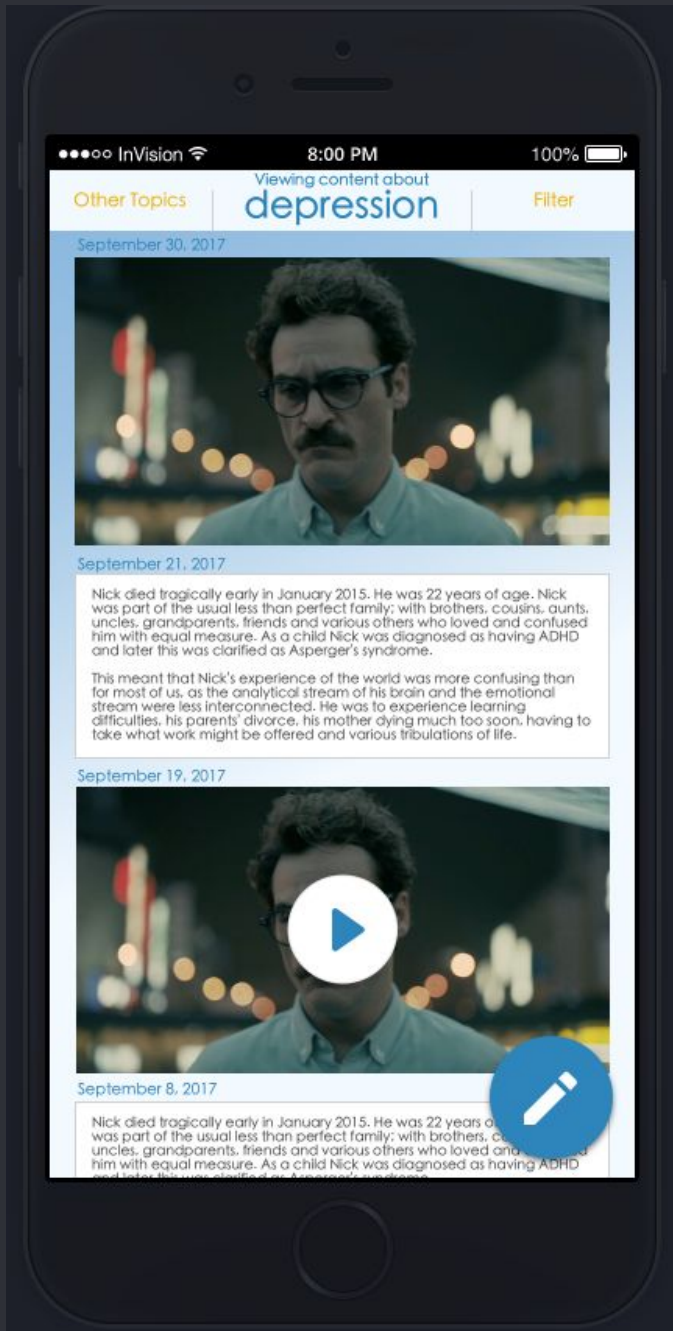 InVision 8:00 PM 100%
Viewing content about
Other Topics depression Filter
September 30, 2017
September 21, 2017
Nick died tragically early in January 2015. He was 22 years of age. Nick
was part of the usual less than perfect family; with brothers, cousins, aunts,
uncles, grandparents, friends and various others who loved and confused
him with equal measure. As a child Nick was diagnosed as having ADHD
and later this was clarified as Asperger's syndrome.
This meant that Nick's experience of the world was more confusing than
for most of us, as the analytical stream of his brain and the emotional
stream were less interconnected. He was to experience learning
difficulties, his parents' divorce, his mother dying much too soon, having to
take what work might be offered and various tribulations of life.
September 19, 2017
September 8, 2017
Nick died tragically early in January 2015. He was 22 years
was part of the usual less than perfect family; with brothers,
uncles, grandparents, friends and various others who loved and
him with equal measure. As a child Nick was diagnosed as having ADHD
and later this was clarified as Asperger's syndrome.